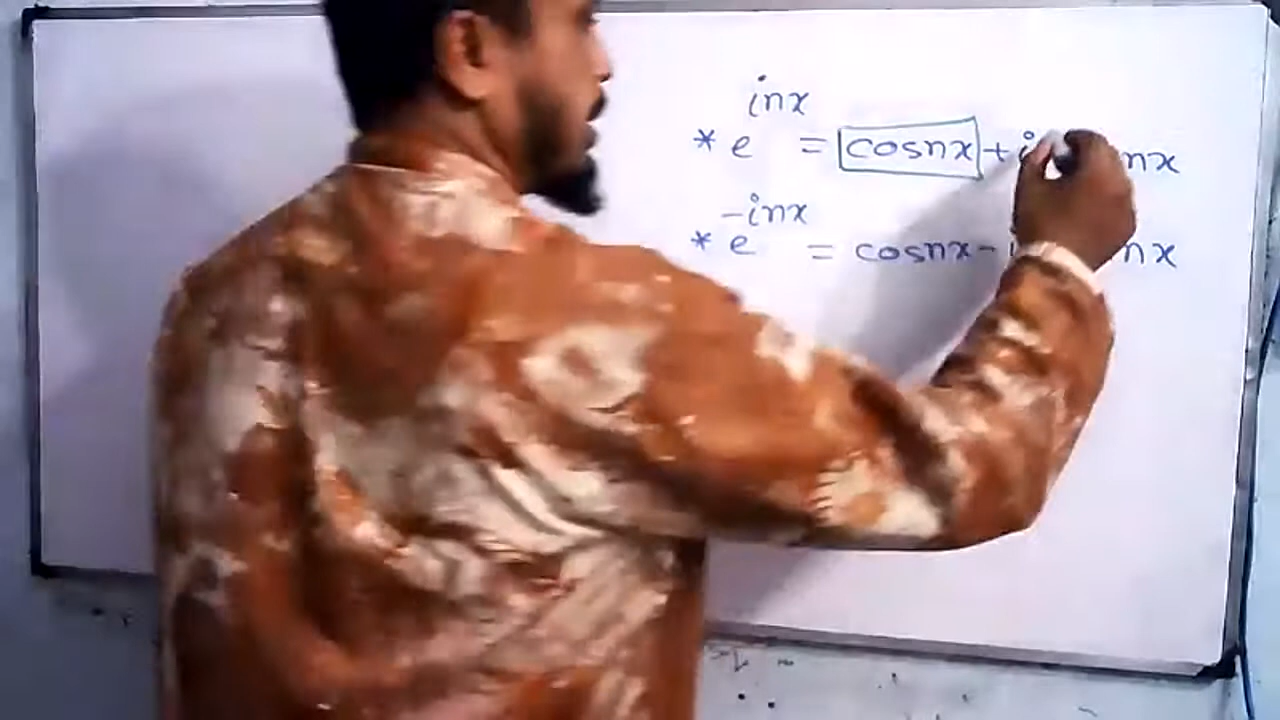 inx
* e = cosnx + i nx
-inx
* e = cosnx - nx